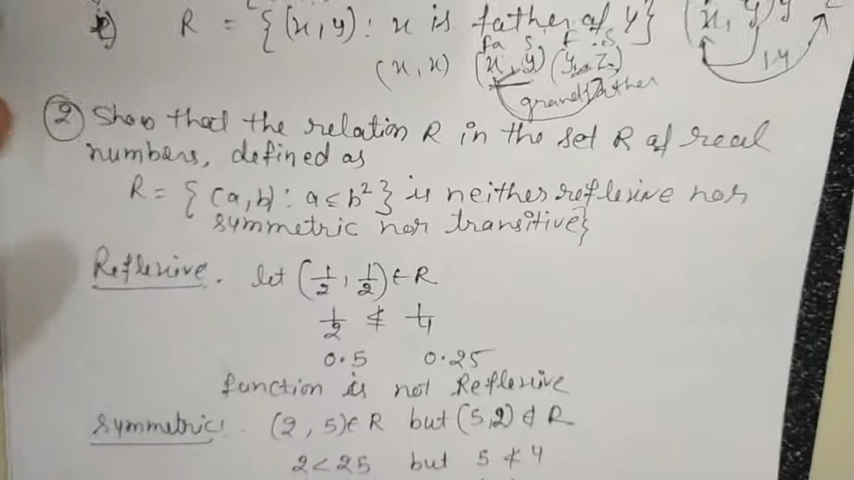 R = {(x, y) : x is father of y} (x, y) y z
fa s f .s
(x, x) (x, y) (y, z)
14
grandfather
② Show that the relation R in the set R of real
numbers, defined as
R = {(a, b) : a ≤ b²} is neither reflexive nor
symmetric nor transitive}
Reflexive. let (1/2, 1/2) ∈ R
1/2 ≰ 1/4
0.5 0.25
function is not Reflexive
Symmetric. (2, 5) ∈ R but (5, 2) ∉ R
2 < 25 but 5 ≮ 4